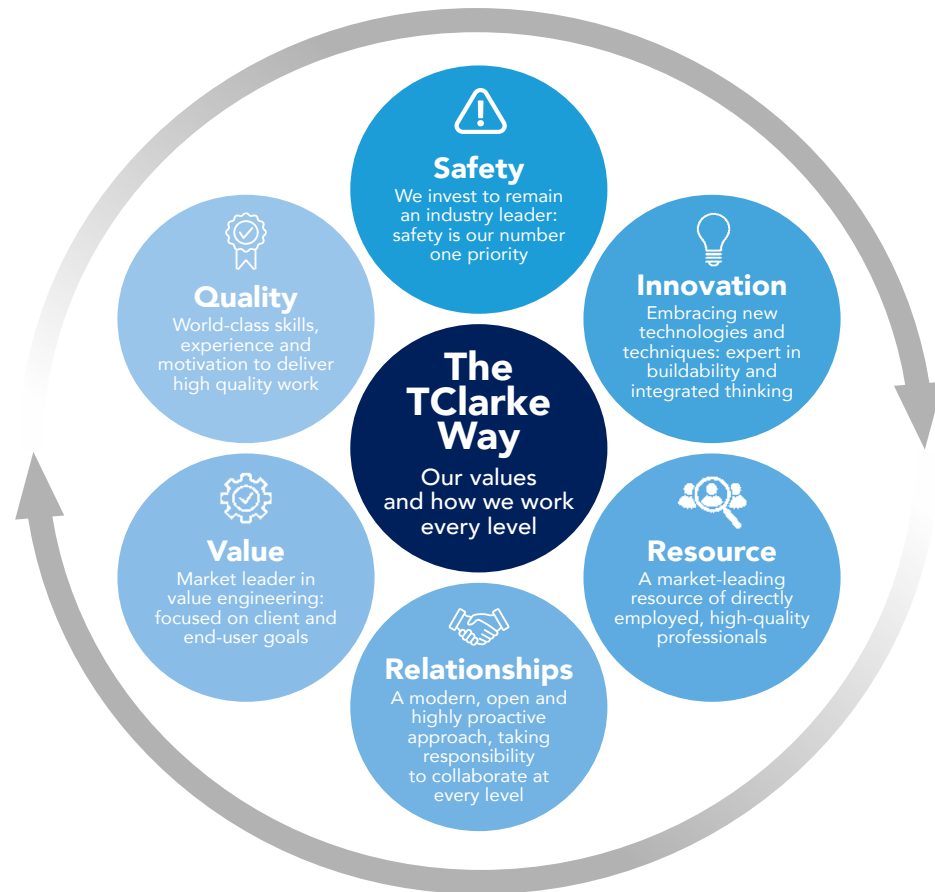 Safety
We invest to remain
an industry leader:
safety is our number
one priority
Innovation
Embracing new
technologies and
techniques: expert in
buildability and
integrated thinking
Resource
A market-leading
resource of directly
employed, high-quality
professionals
Relationships
A modern, open and
highly proactive
approach, taking
responsibility
to collaborate at
every level
Value
Market leader in
value engineering:
focused on client and
end-user goals
Quality
World-class skills,
experience and
motivation to deliver
high quality work
The
TClarke
Way
Our values
and how we work
every level